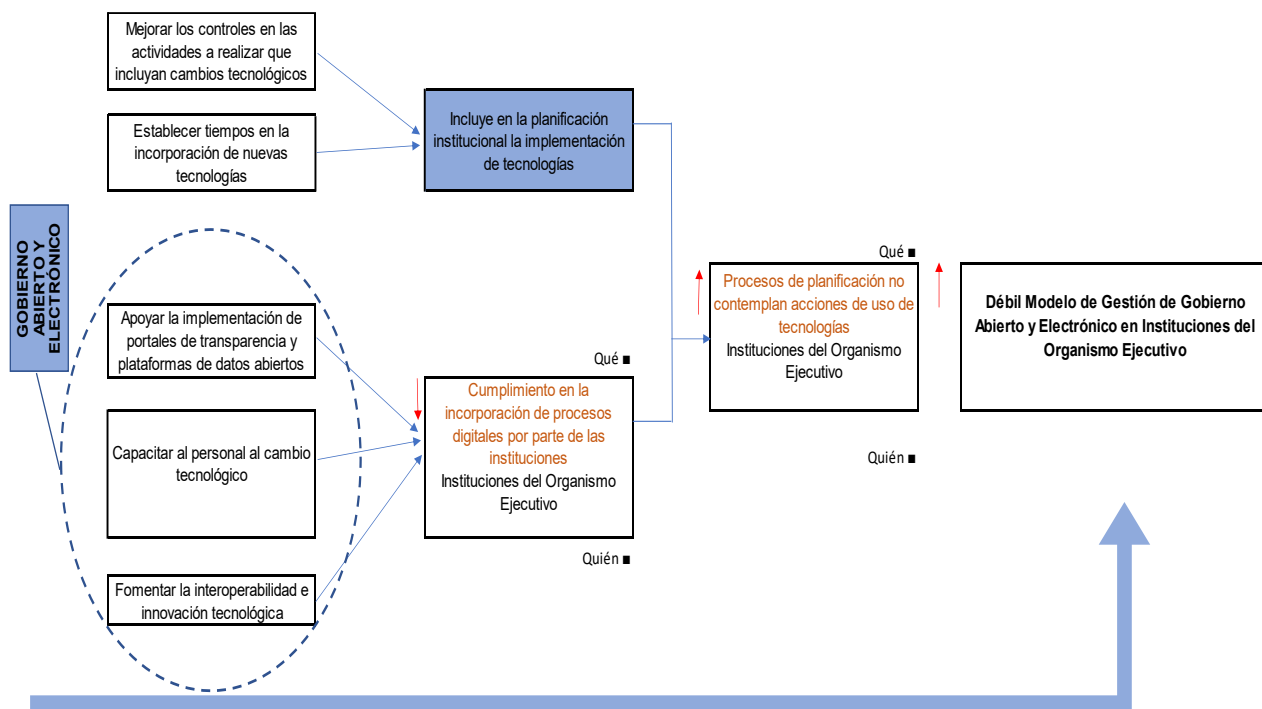 Mejorar los controles en las
actividades a realizar que
incluyan cambios tecnológicos
Establecer tiempos en la
incorporación de nuevas
tecnologías
Incluye en la planificación
institucional la implementación
de tecnologías
GOBIERNO
ABIERTO Y
ELECTRÓNICO
Apoyar la implementación de
portales de transparencia y
plataformas de datos abiertos
Capacitar al personal al cambio
tecnológico
Fomentar la interoperabilidad e
innovación tecnológica
Qué ■
Cumplimiento en la
incorporación de procesos
digitales por parte de las
instituciones
Instituciones del Organismo
Ejecutivo
Quién ■
Qué ■
Procesos de planificación no
contemplan acciones de uso de
tecnologías
Instituciones del Organismo
Ejecutivo
Quién ■
Débil Modelo de Gestión de Gobierno
Abierto y Electrónico en Instituciones del
Organismo Ejecutivo